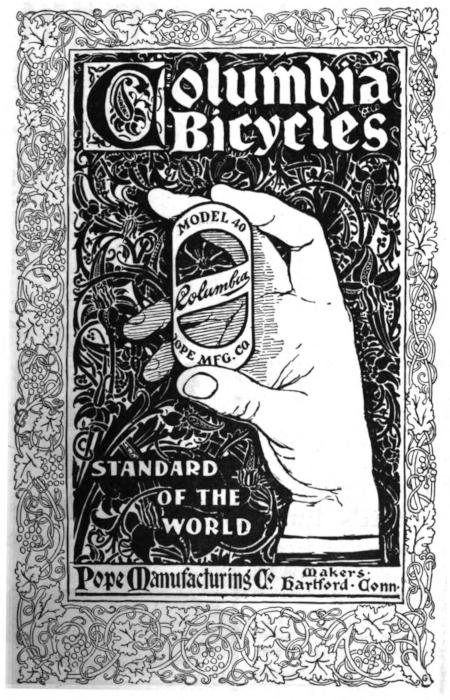 Columbia
Bicycles
MODEL 40
Columbia
POPE MFG. CO.
STANDARD
OF THE
WORLD
Pope Manufacturing Co. Makers.
Hartford. Conn.